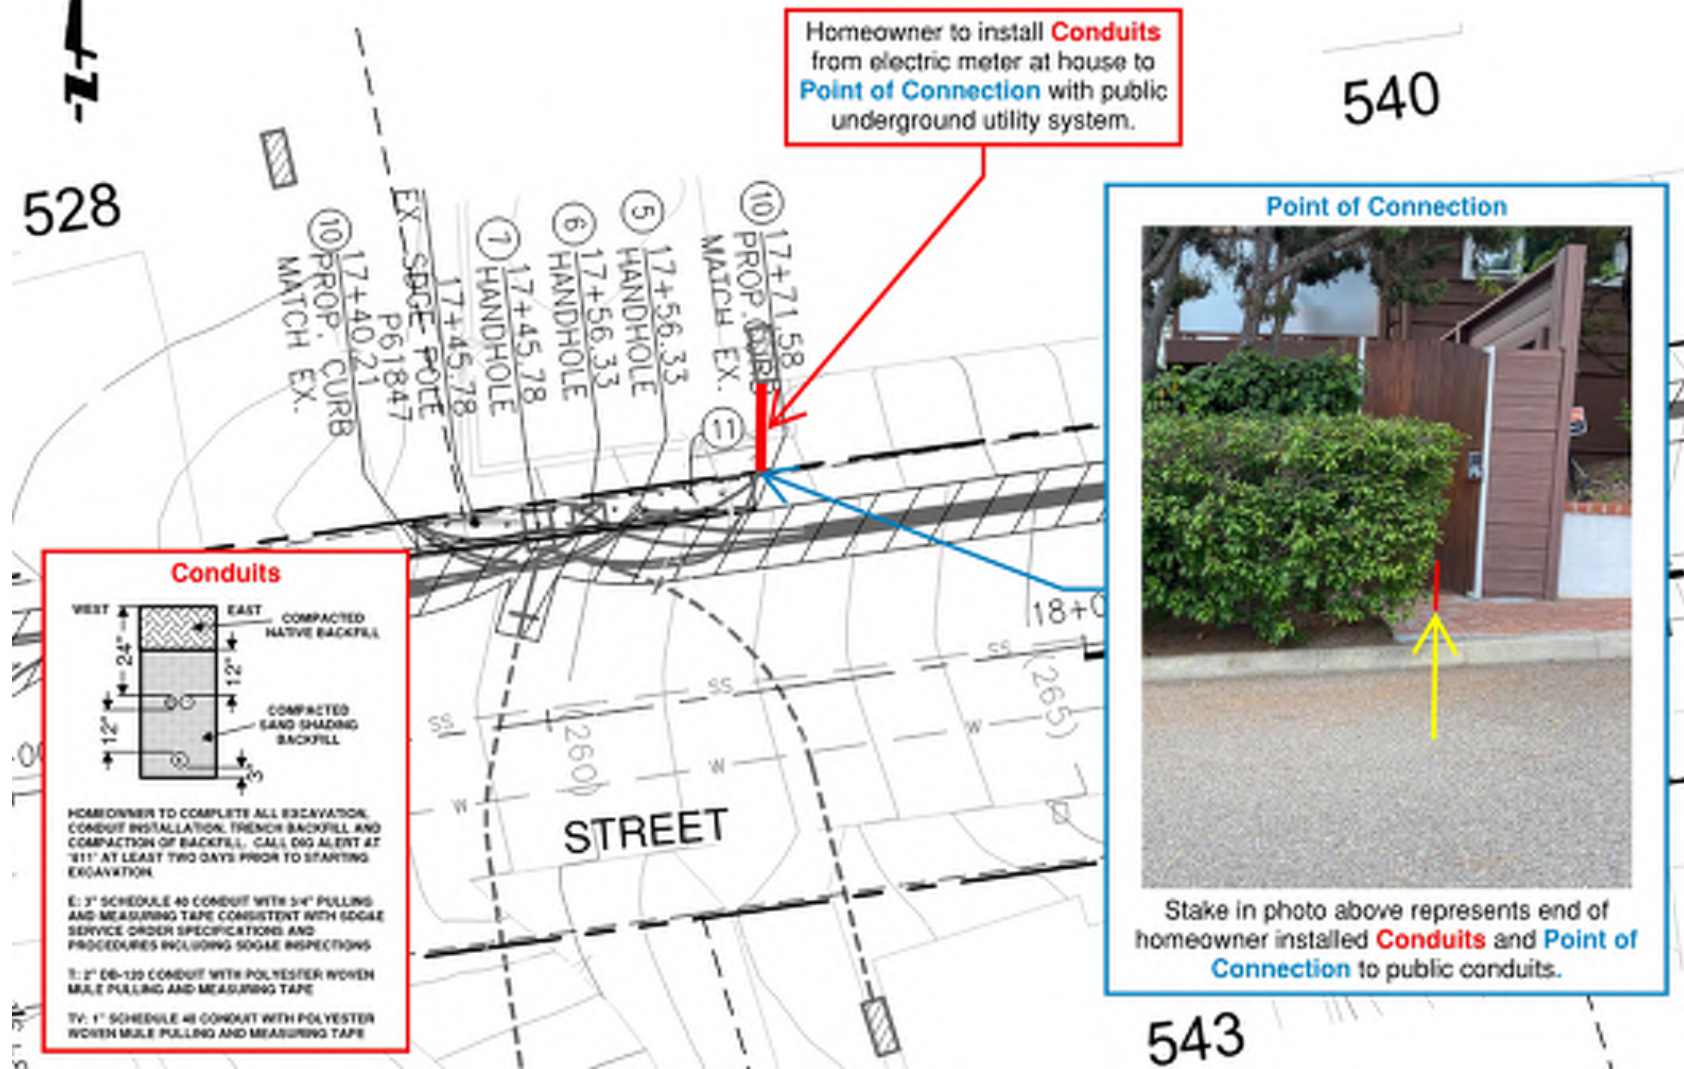 Homeowner to install Conduits
from electric meter at house to
Point of Connection with public
underground utility system.
540
528
10
17+40.21
PROP. CURB
MATCH EX.
EX SDGE POLE
17+45.78
P61847
7
17+45.78
HANDHOLE
6
17+56.33
HANDHOLE
5
17+56.33
HANDHOLE
10
17+71.58
PROP. CURB
MATCH EX.
11
Point of Connection
Conduits
WEST
EAST
COMPACTED
NATIVE BACKFILL
24"
12"
12"
COMPACTED
SAND SHADING
BACKFILL
3"
HOMEOWNER TO COMPLETE ALL EXCAVATION,
CONDUIT INSTALLATION, TRENCH BACKFILL AND
COMPACTION OF BACKFILL. CALL DIG ALERT AT
'811' AT LEAST TWO DAYS PRIOR TO STARTING
EXCAVATION.
E: 3" SCHEDULE 40 CONDUIT WITH 3/4" PULLING
AND MEASURING TAPE CONSISTENT WITH SDG&E
SERVICE ORDER SPECIFICATIONS AND
PROCEDURES INCLUDING SDG&E INSPECTIONS
T: 2" DB-120 CONDUIT WITH POLYESTER WOVEN
MULE PULLING AND MEASURING TAPE
TV: 1" SCHEDULE 40 CONDUIT WITH POLYESTER
WOVEN MULE PULLING AND MEASURING TAPE
18+0
SS
SS
SS
(265)
(260)
W
W
W
STREET
Stake in photo above represents end of
homeowner installed Conduits and Point of
Connection to public conduits.
543